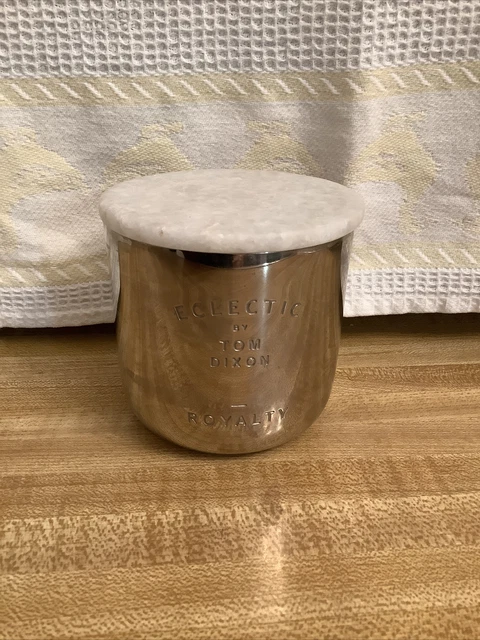 ECLECTIC
BY
TOM
DIXON
—
ROYALTY